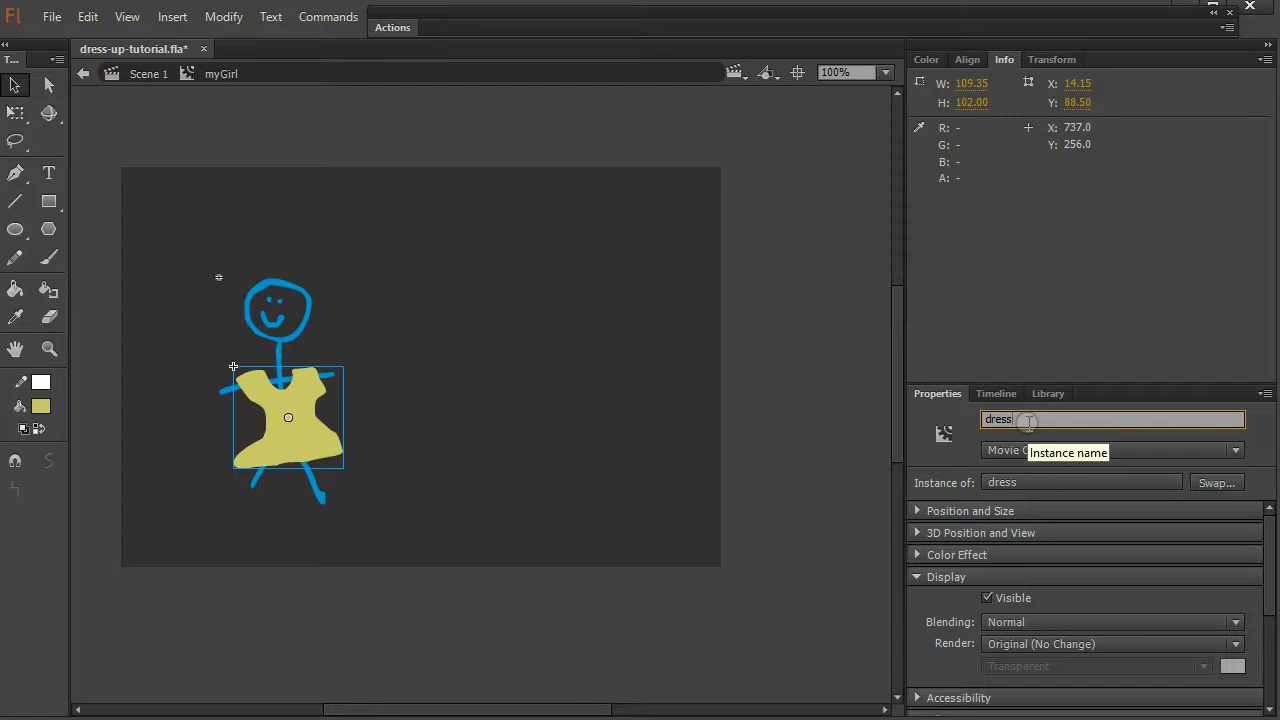 Fl File Edit View Insert Modify Text Commands
Actions
dress-up-tutorial.fla*
T...
Scene 1 myGirl 100%
Color Align Info Transform
W: 109.35 X: 14.15
H: 102.00 Y: 88.50
R: - X: 737.0
G: - Y: 256.0
B: -
A: -
Properties Timeline Library
dress
Movie C
Instance name
Instance of: dress Swap...
Position and Size
3D Position and View
Color Effect
Display
Visible
Blending: Normal
Render: Original (No Change)
Transparent
Accessibility